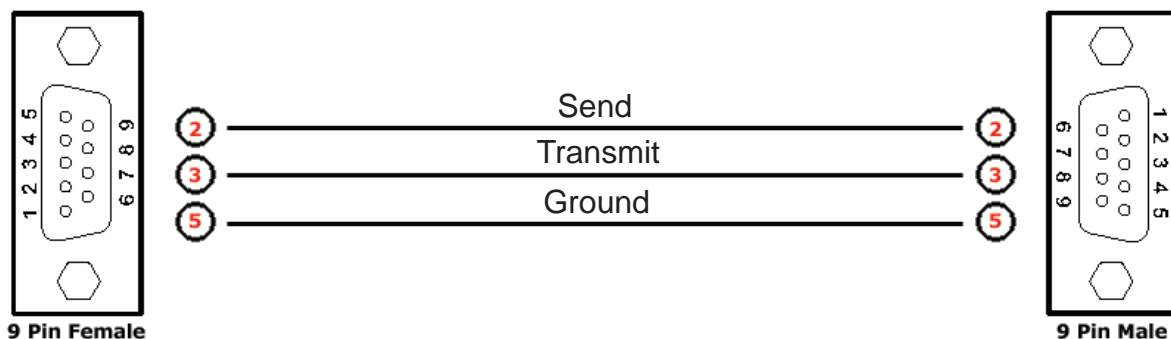 Send
2 2
Transmit
3 3
Ground
5 5
1 2 3 4 5
6 7 8 9
6 7 8 9
1 2 3 4 5
9 Pin Female
9 Pin Male